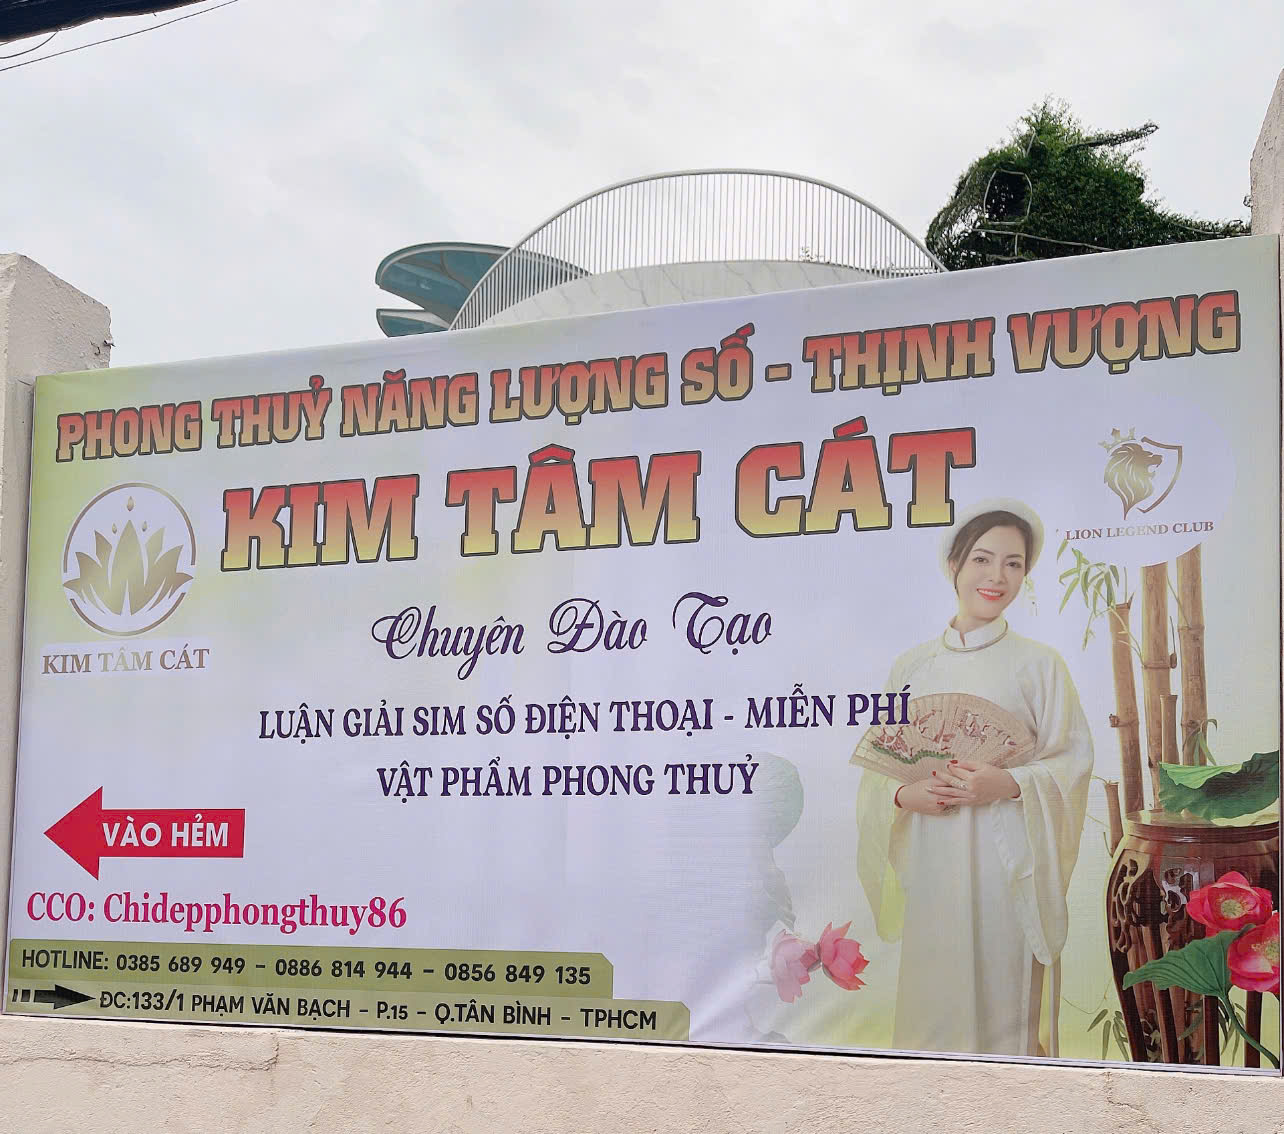 PHONG THUỶ NĂNG LƯỢNG SỐ - THỊNH VƯỢNG
KIM TÂM CÁT
KIM TÂM CÁT
LION LEGEND CLUB
Chuyên Đào Tạo
LUẬN GIẢI SIM SỐ ĐIỆN THOẠI - MIỄN PHÍ
VẬT PHẨM PHONG THUỶ
VÀO HẺM
CCO: Chidepphongthuy86
HOTLINE: 0385 689 949 - 0886 814 944 - 0856 849 135
ĐC:133/1 PHẠM VĂN BẠCH - P.15 - Q.TÂN BÌNH - TPHCM